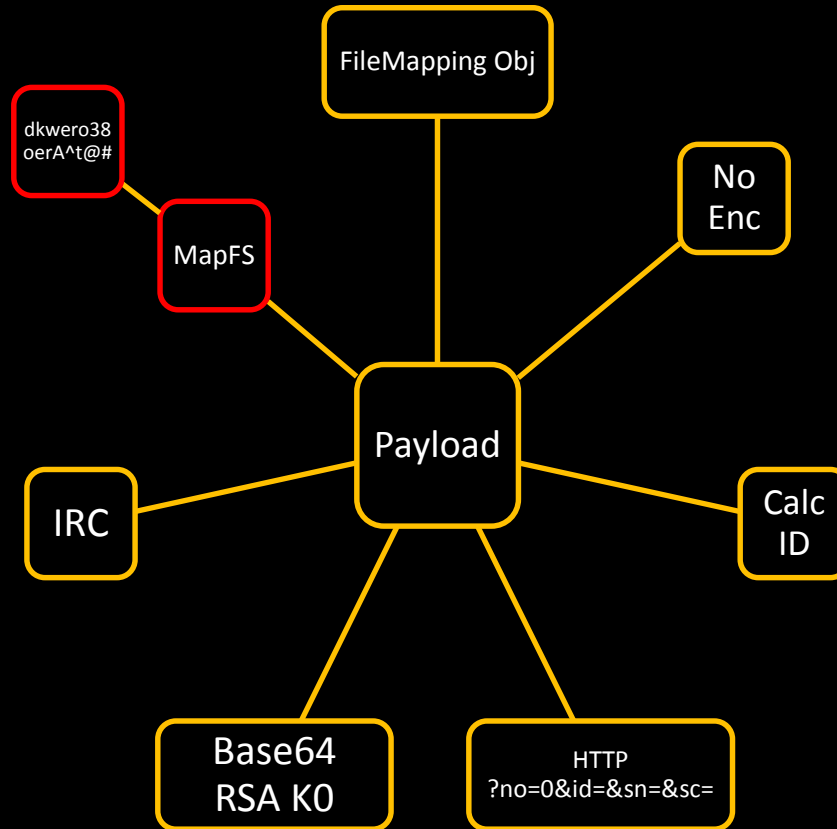 FileMapping Obj
dkwero38
oerA^t@#
No
Enc
MapFS
Payload
IRC
Calc
ID
Base64
RSA K0
HTTP
?no=0&id=&sn=&sc=